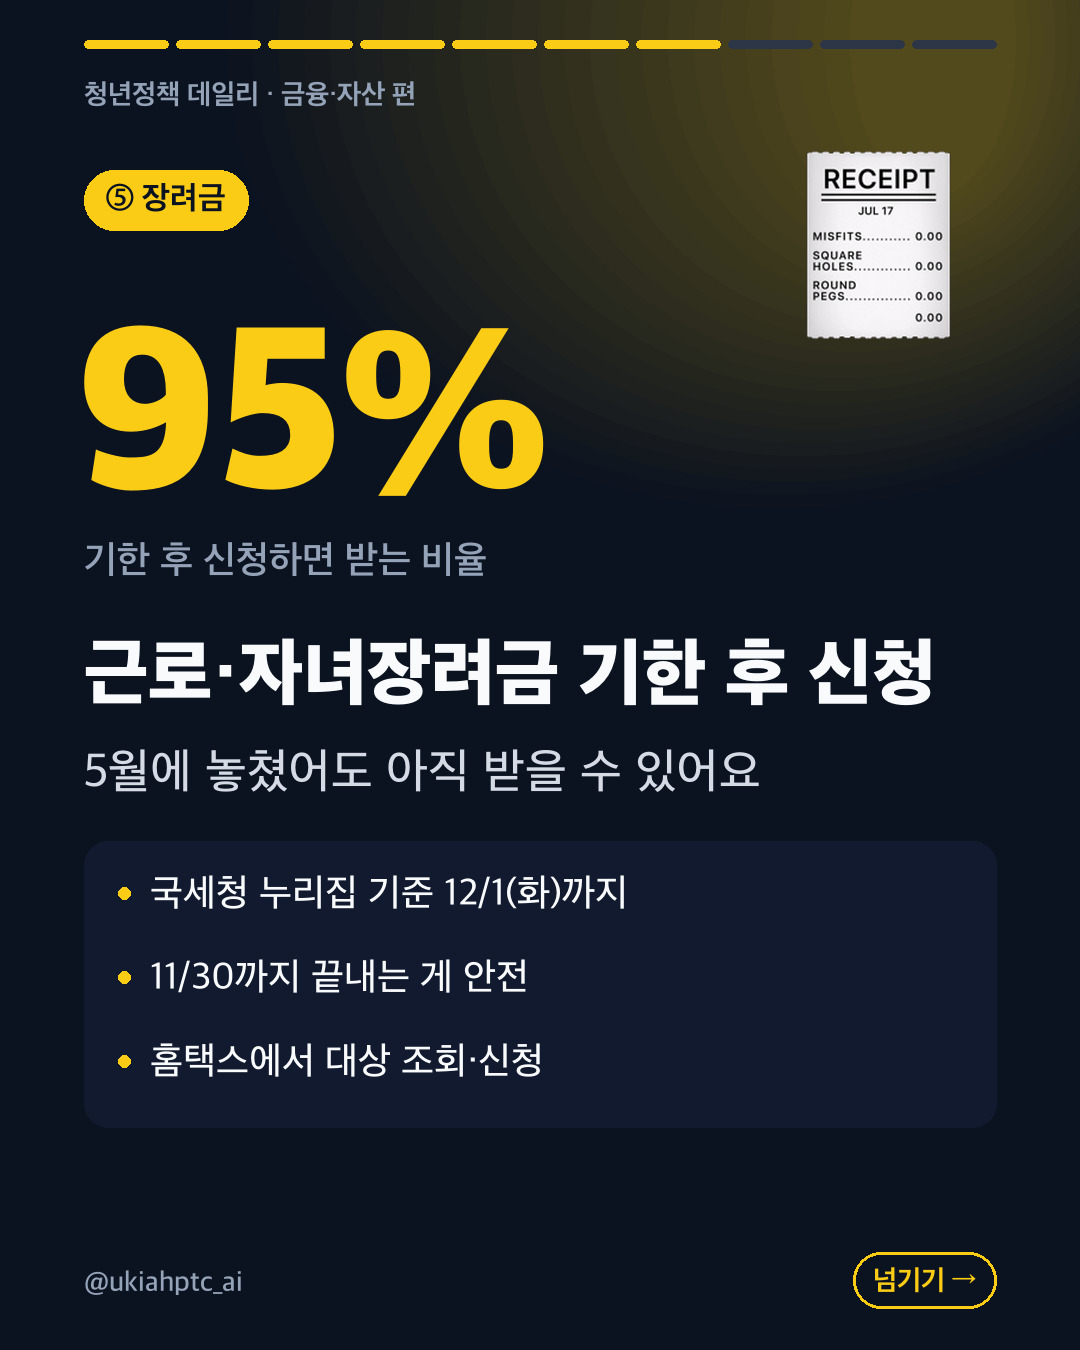 청년정책 데일리 · 금융·자산 편
⑤ 장려금
RECEIPT
JUL 17
MISFITS........... 0.00
SQUARE
HOLES............. 0.00
ROUND
PEGS............... 0.00
0.00
95%
기한 후 신청하면 받는 비율
근로·자녀장려금 기한 후 신청
5월에 놓쳤어도 아직 받을 수 있어요
• 국세청 누리집 기준 12/1(화)까지
• 11/30까지 끝내는 게 안전
• 홈택스에서 대상 조회·신청
@ukiahptc_ai
넘기기 →